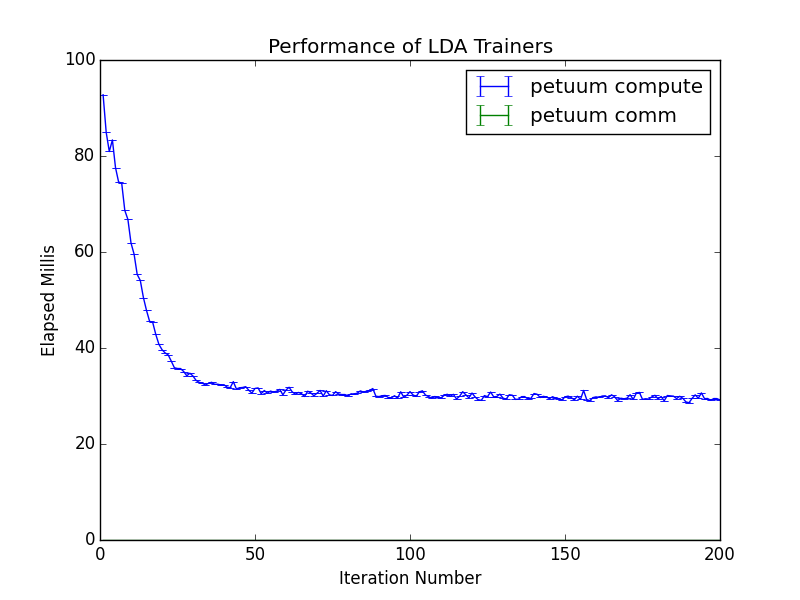 Performance of LDA Trainers
petuum compute
petuum comm
100
80
60
40
20
0
Elapsed Millis
0 50 100 150 200
Iteration Number